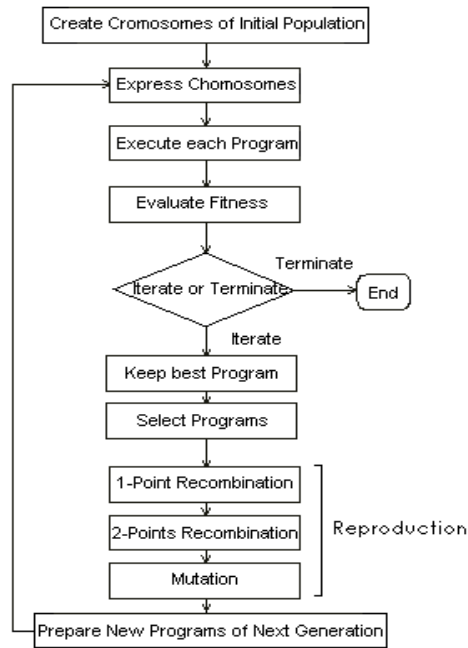 Create Cromosomes of Initial Population
Express Chomosomes
Execute each Program
Evaluate Fitness
Iterate or Terminate
Terminate
End
Iterate
Keep best Program
Select Programs
1-Point Recombination
2-Points Recombination
Mutation
Reproduction
Prepare New Programs of Next Generation